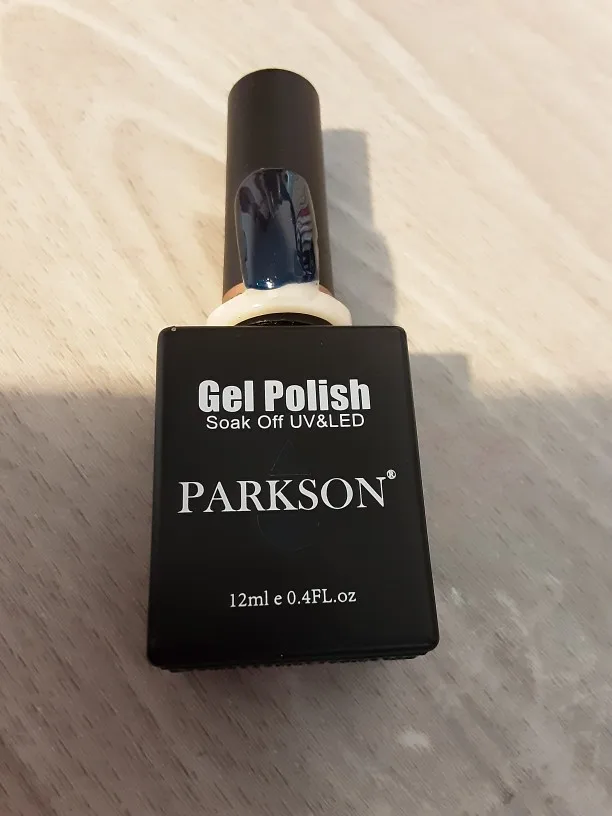 Gel Polish
Soak Off UV&LED
PARKSON®
12ml e 0.4FL.oz